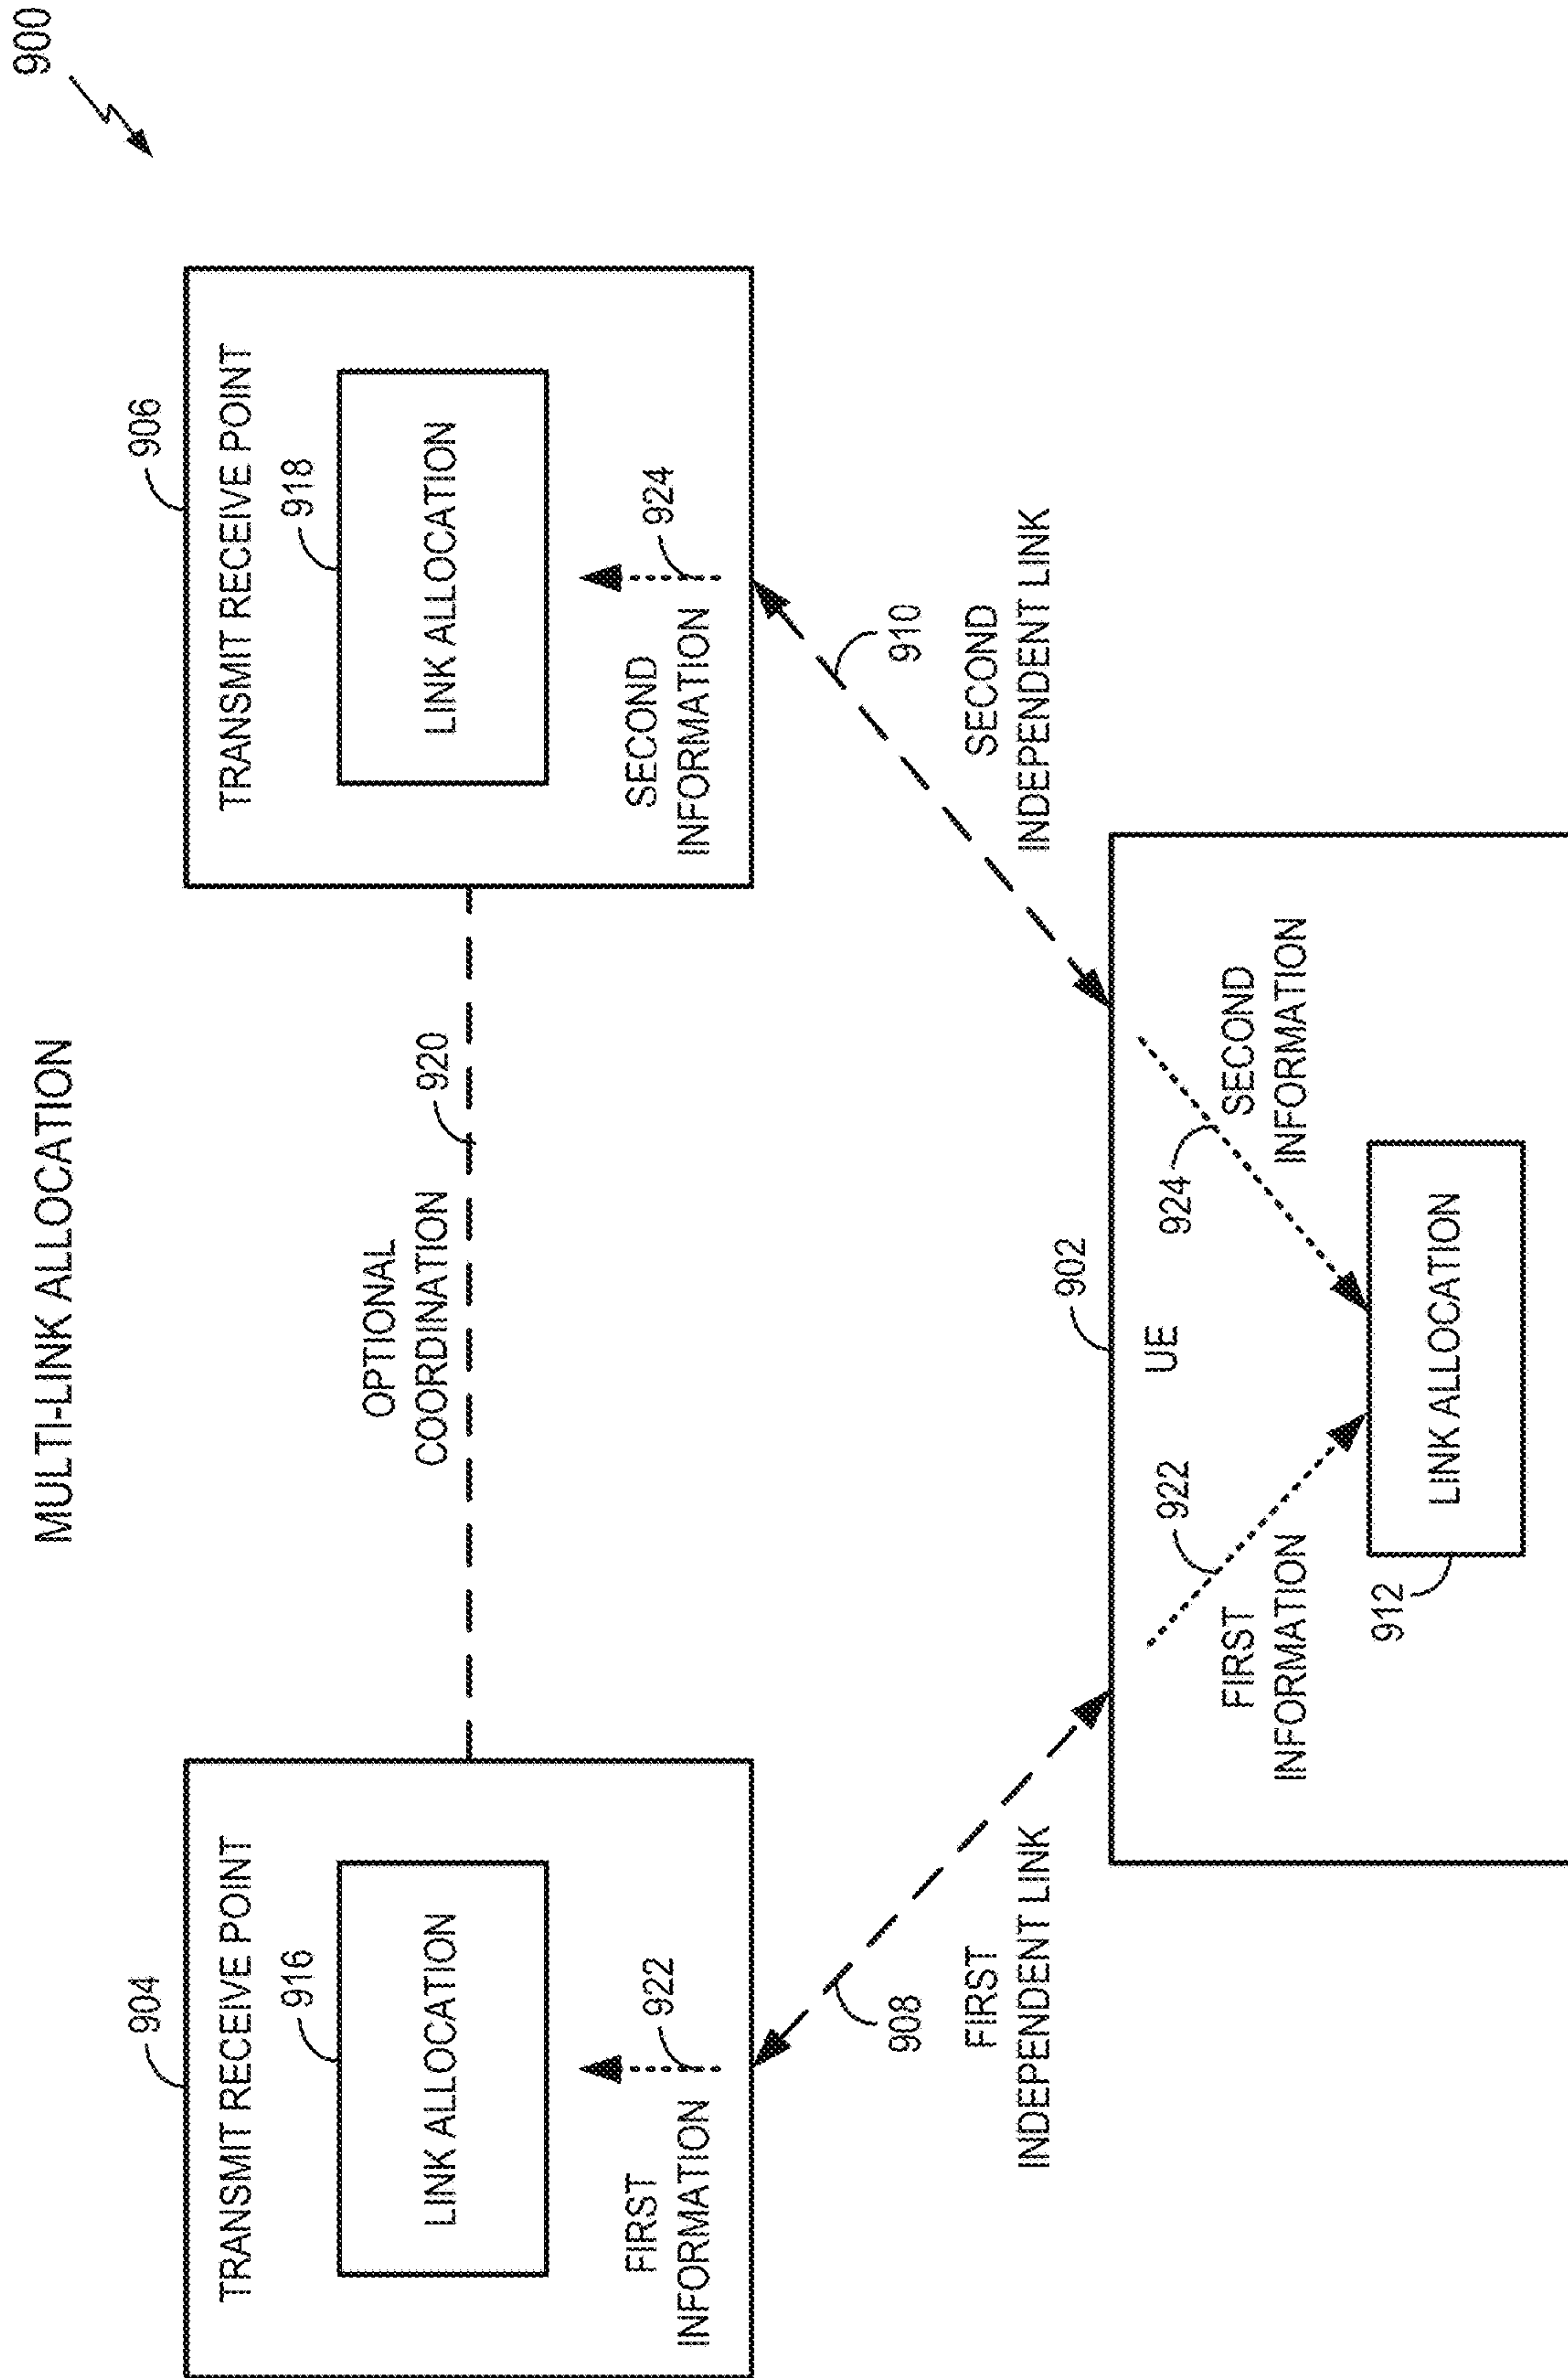 900
MULTI-LINK ALLOCATION
904
TRANSMIT RECEIVE POINT
916
LINK ALLOCATION
FIRST
INFORMATION
922
OPTIONAL
COORDINATION
920
906
TRANSMIT RECEIVE POINT
918
LINK ALLOCATION
SECOND
INFORMATION
924
908
FIRST
INDEPENDENT LINK
910
SECOND
INDEPENDENT LINK
902
UE
922
FIRST
INFORMATION
924
SECOND
INFORMATION
912
LINK ALLOCATION